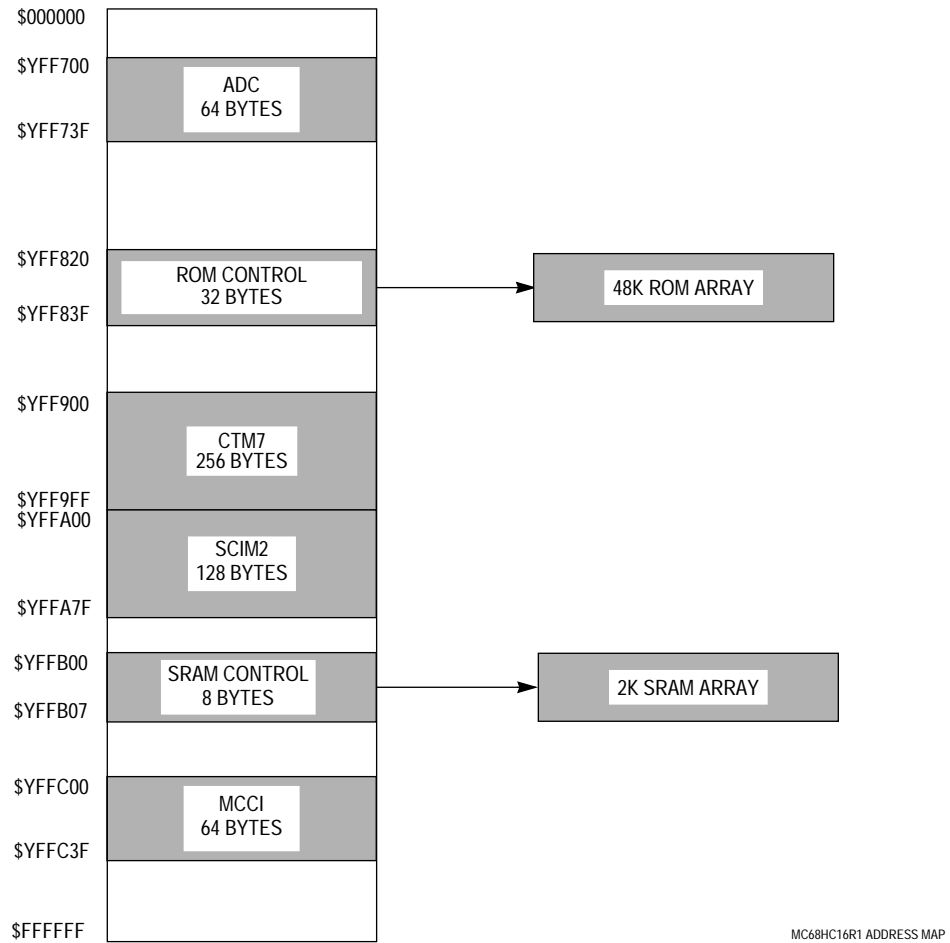 $000000
$YFF700
ADC
64 BYTES
$YFF73F
$YFF820
ROM CONTROL
32 BYTES
48K ROM ARRAY
$YFF83F
$YFF900
CTM7
256 BYTES
$YFF9FF
$YFFA00
SCIM2
128 BYTES
$YFFA7F
$YFFB00
SRAM CONTROL
8 BYTES
2K SRAM ARRAY
$YFFB07
$YFFC00
MCCI
64 BYTES
$YFFC3F
$FFFFFF
MC68HC16R1 ADDRESS MAP